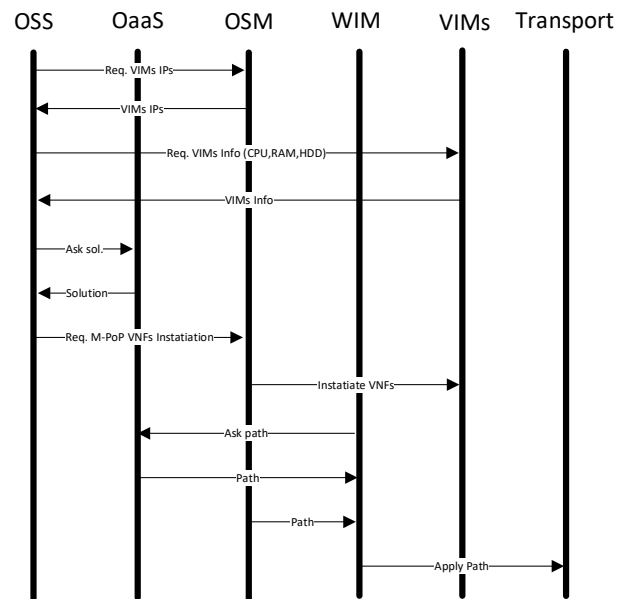 OSS OaaS OSM WIM VIMs Transport
Req. VIMs IPs
VIMs IPs
Req. VIMs Info (CPU,RAM,HDD)
VIMs Info
Ask sol.
Solution
Req. M-PoP VNFs Instatiation
Instatiate VNFs
Ask path
Path
Path
Apply Path